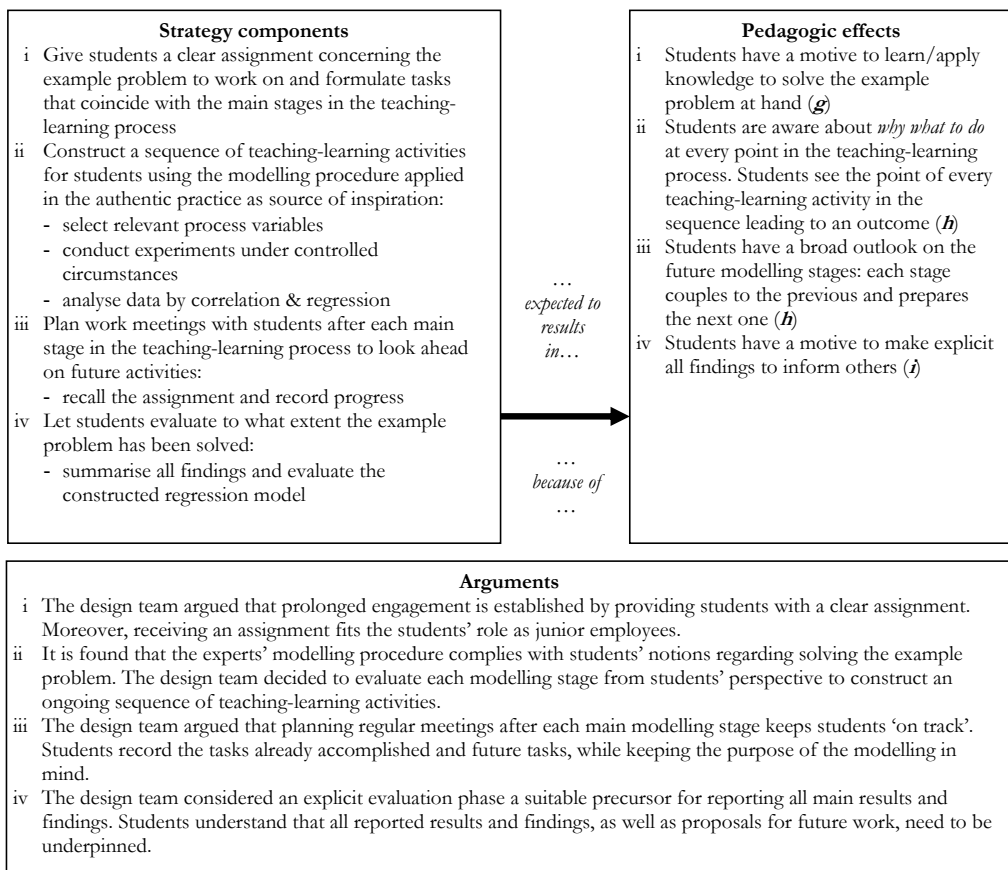 Strategy components
i Give students a clear assignment concerning the
example problem to work on and formulate tasks
that coincide with the main stages in the teaching-
learning process
ii Construct a sequence of teaching-learning activities
for students using the modelling procedure applied
in the authentic practice as source of inspiration:
- select relevant process variables
- conduct experiments under controlled
circumstances
- analyse data by correlation & regression
iii Plan work meetings with students after each main
stage in the teaching-learning process to look ahead
on future activities:
- recall the assignment and record progress
iv Let students evaluate to what extent the example
problem has been solved:
- summarise all findings and evaluate the
constructed regression model
…
expected to
results
in…
…
because of
…
Pedagogic effects
i Students have a motive to learn/apply
knowledge to solve the example
problem at hand (g)
ii Students are aware about why what to do
at every point in the teaching-learning
process. Students see the point of every
teaching-learning activity in the
sequence leading to an outcome (h)
iii Students have a broad outlook on the
future modelling stages: each stage
couples to the previous and prepares
the next one (h)
iv Students have a motive to make explicit
all findings to inform others (i)
Arguments
i The design team argued that prolonged engagement is established by providing students with a clear assignment.
Moreover, receiving an assignment fits the students' role as junior employees.
ii It is found that the experts' modelling procedure complies with students' notions regarding solving the example
problem. The design team decided to evaluate each modelling stage from students' perspective to construct an
ongoing sequence of teaching-learning activities.
iii The design team argued that planning regular meetings after each main modelling stage keeps students 'on track'.
Students record the tasks already accomplished and future tasks, while keeping the purpose of the modelling in
mind.
iv The design team considered an explicit evaluation phase a suitable precursor for reporting all main results and
findings. Students understand that all reported results and findings, as well as proposals for future work, need to be
underpinned.